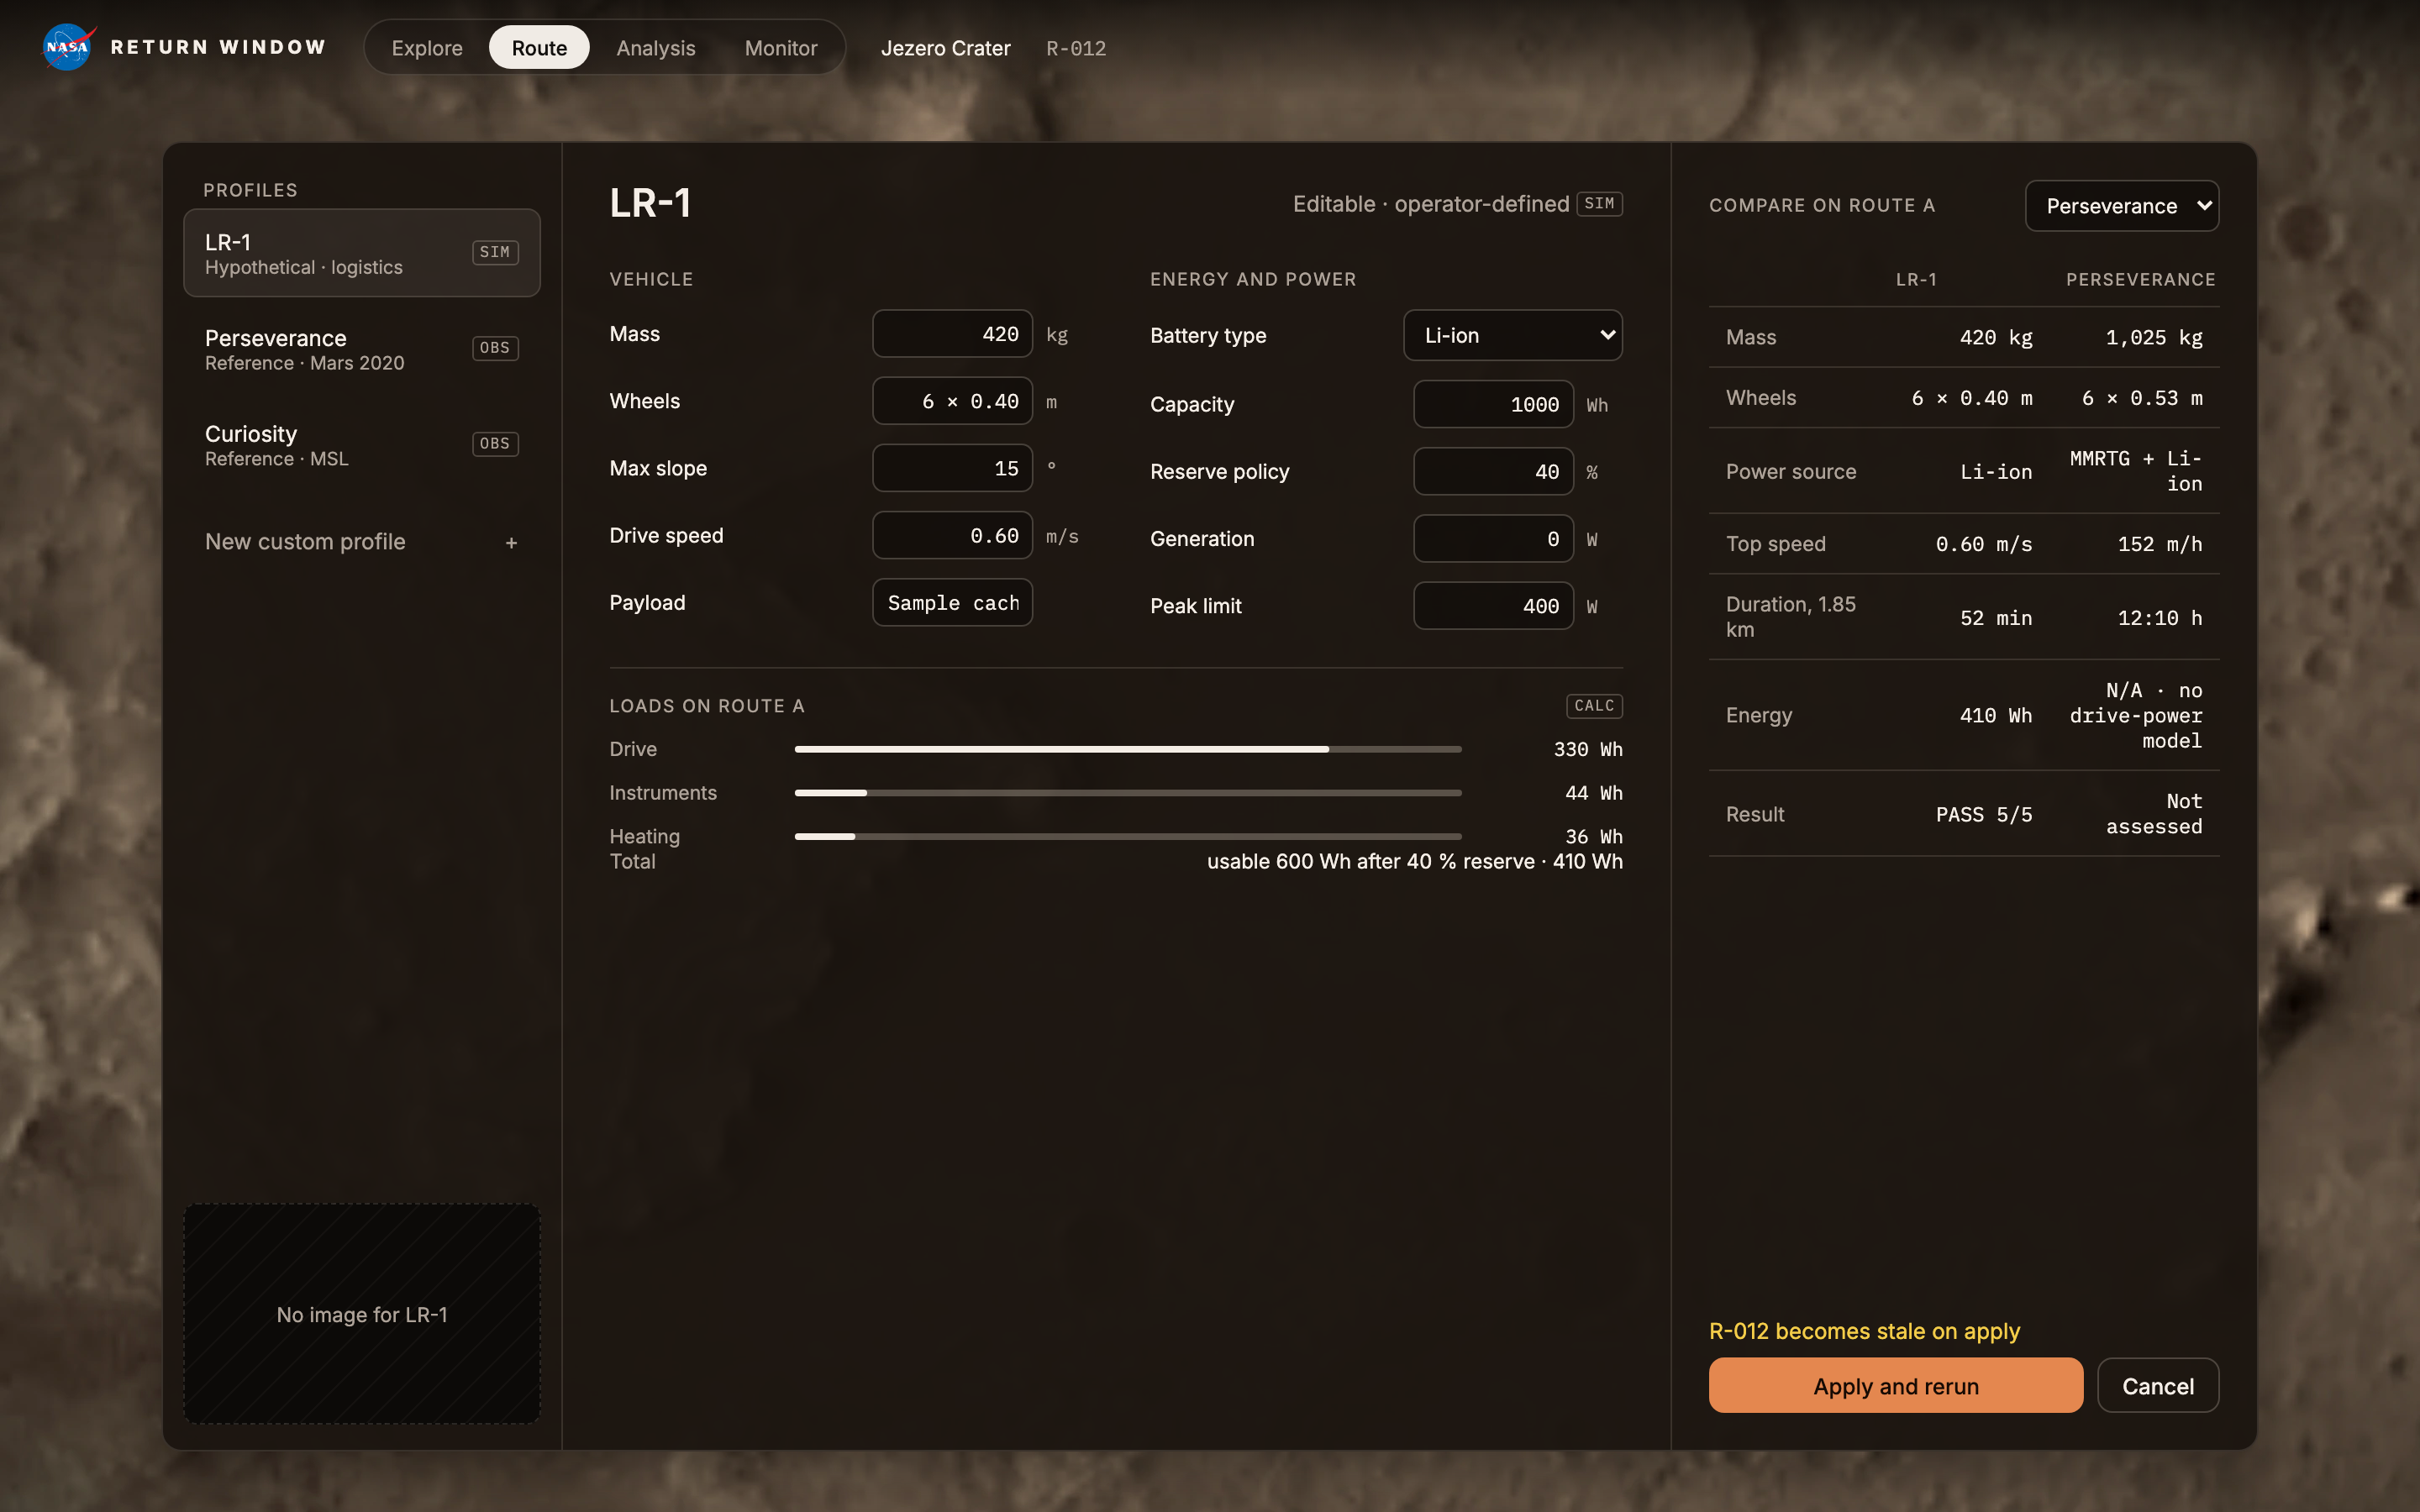 NASA RETURN WINDOW Explore Route Analysis Monitor Jezero Crater R-012
PROFILES
LR-1
Hypothetical · logistics
SIM
Perseverance
Reference · Mars 2020
OBS
Curiosity
Reference · MSL
OBS
New custom profile +
No image for LR-1
LR-1
Editable · operator-defined SIM
VEHICLE
Mass 420 kg
Wheels 6 × 0.40 m
Max slope 15 °
Drive speed 0.60 m/s
Payload Sample cach
ENERGY AND POWER
Battery type Li-ion
Capacity 1000 Wh
Reserve policy 40 %
Generation 0 W
Peak limit 400 W
LOADS ON ROUTE A CALC
Drive 330 Wh
Instruments 44 Wh
Heating 36 Wh
Total usable 600 Wh after 40 % reserve · 410 Wh
COMPARE ON ROUTE A Perseverance
LR-1 PERSEVERANCE
Mass 420 kg 1,025 kg
Wheels 6 × 0.40 m 6 × 0.53 m
Power source Li-ion MMRTG + Li-
ion
Top speed 0.60 m/s 152 m/h
Duration, 1.85
km
52 min 12:10 h
Energy 410 Wh
N/A · no
drive-power
model
Result PASS 5/5
Not
assessed
R-012 becomes stale on apply
Apply and rerun Cancel